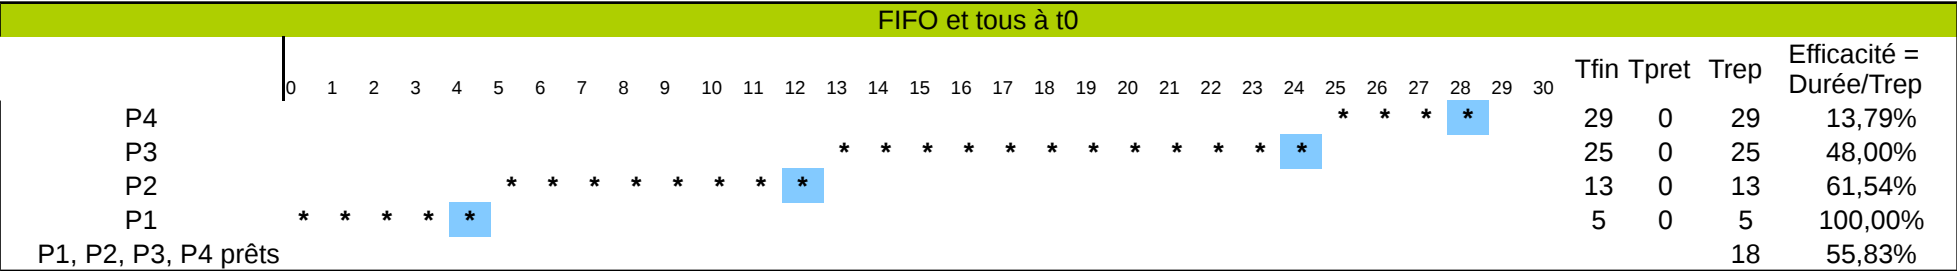 FIFO et tous à t0
0 1 2 3 4 5 6 7 8 9 10 11 12 13 14 15 16 17 18 19 20 21 22 23 24 25 26 27 28 29 30 Tfin Tpret Trep Efficacité =
Durée/Trep
P4 * * * * 29 0 29 13,79%
P3 * * * * * * * * * * * * 25 0 25 48,00%
P2 * * * * * * * * 13 0 13 61,54%
P1 * * * * * 5 0 5 100,00%
P1, P2, P3, P4 prêts 18 55,83%